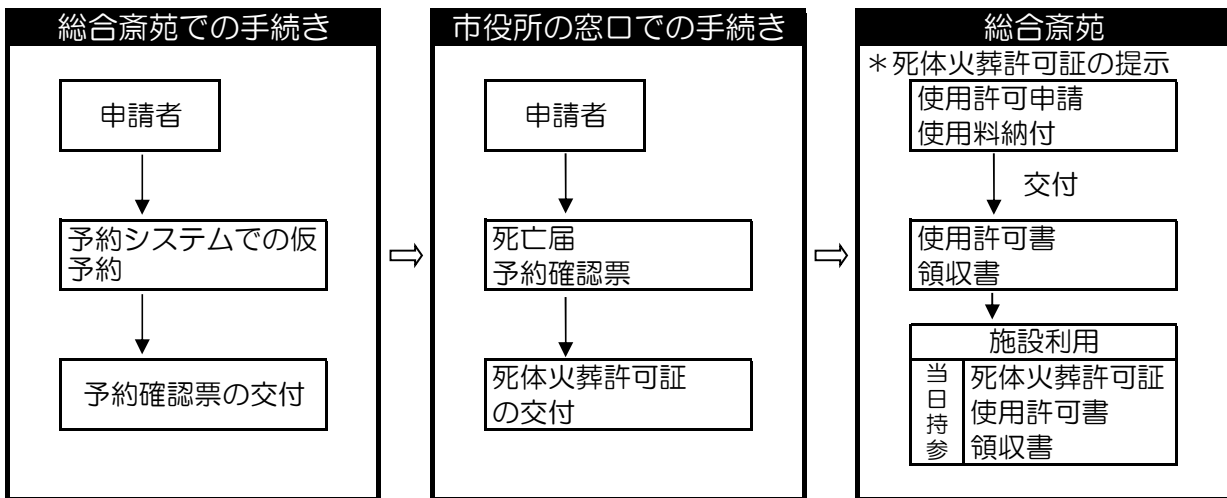 総合斎苑での手続き
申請者
予約システムでの仮
予約
予約確認票の交付
市役所の窓口での手続き
申請者
死亡届
予約確認票
死体火葬許可証
の交付
総合斎苑
＊死体火葬許可証の提示
使用許可申請
使用料納付
交付
使用許可書
領収書
施設利用
当日持参
死体火葬許可証
使用許可書
領収書